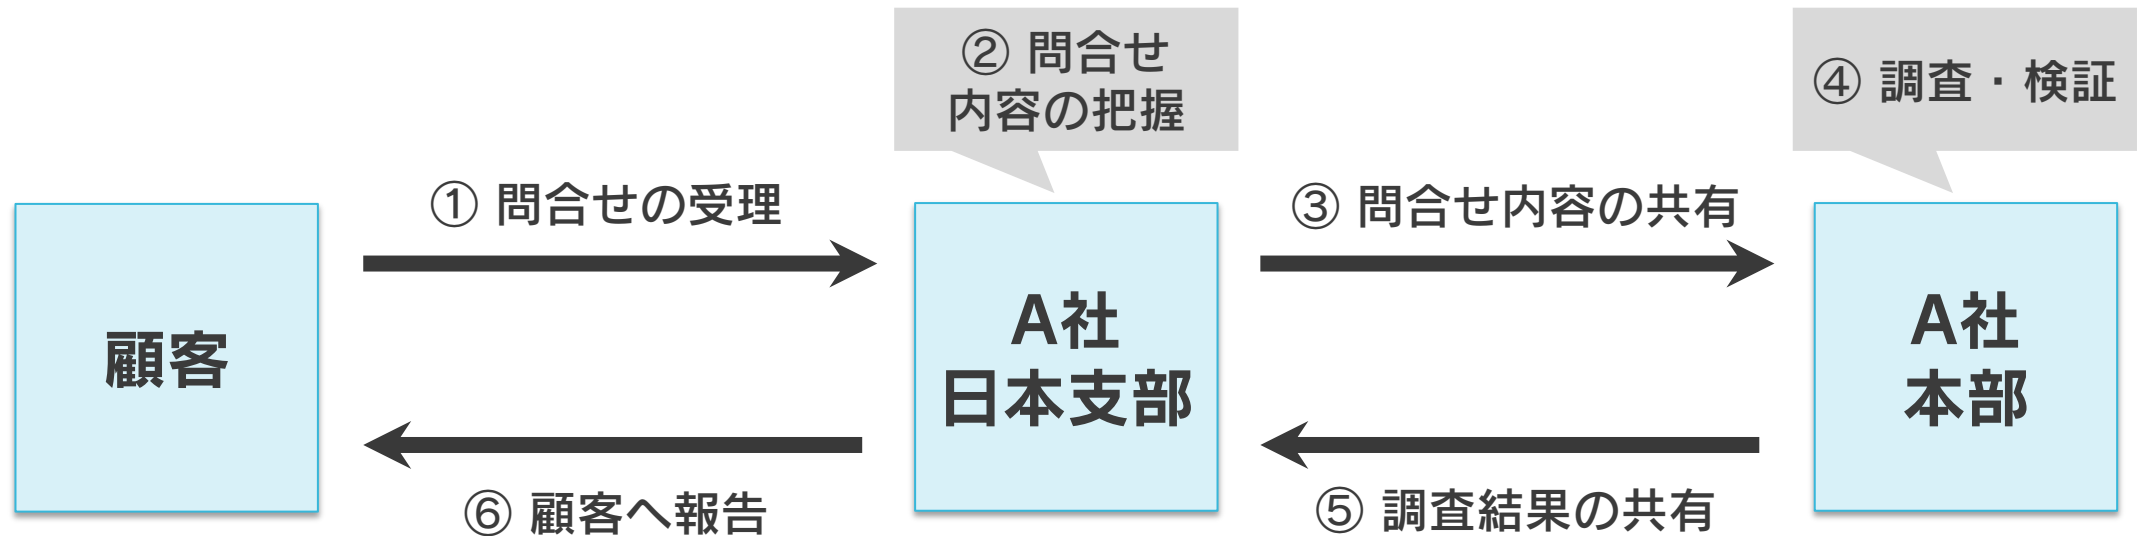 ② 問合せ
内容の把握
④ 調査・検証
① 問合せの受理
③ 問合せ内容の共有
顧客
A社
日本支部
A社
本部
⑥ 顧客へ報告
⑤ 調査結果の共有